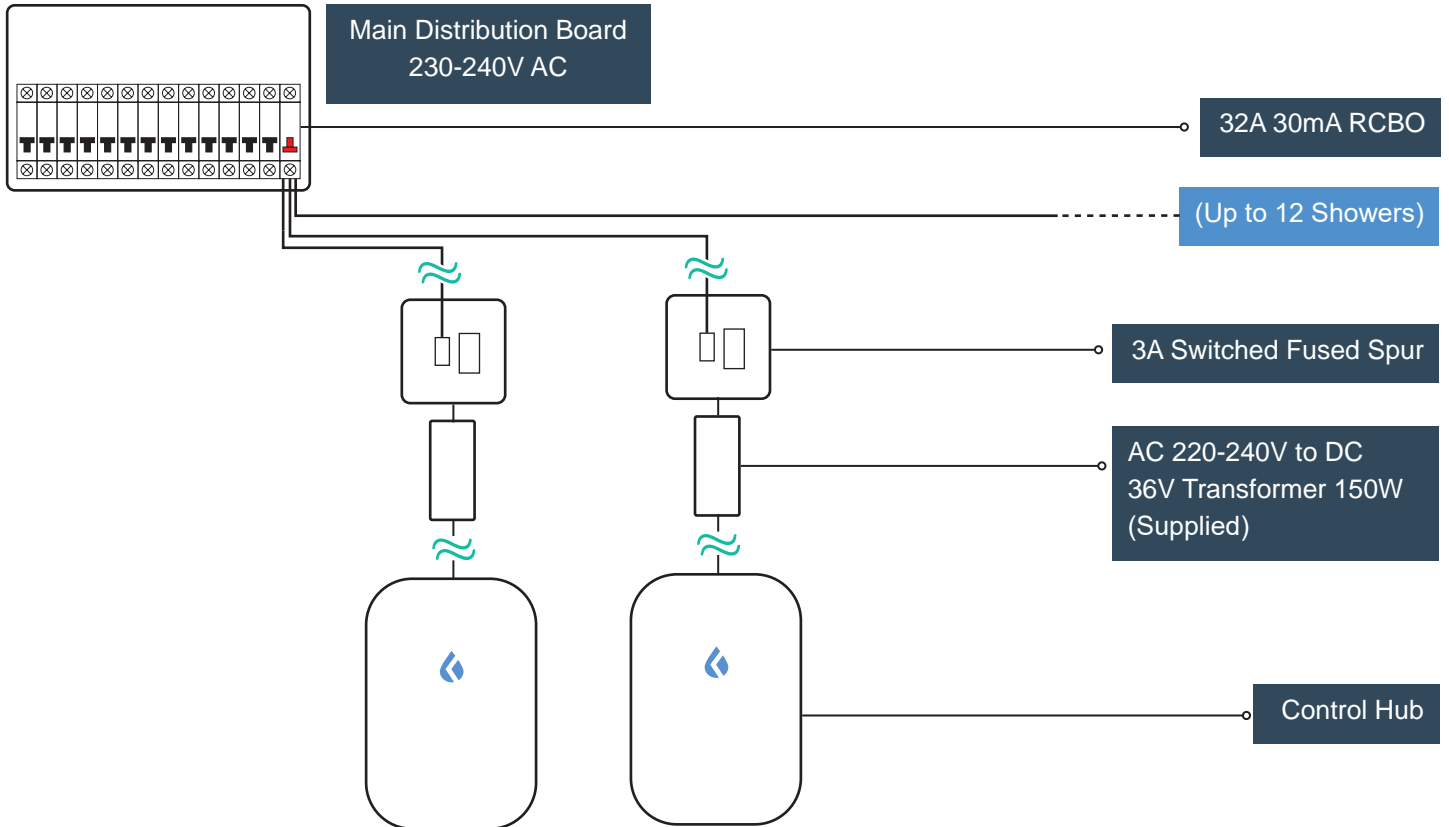 Main Distribution Board
230-240V AC
32A 30mA RCBO
(Up to 12 Showers)
3A Switched Fused Spur
AC 220-240V to DC
36V Transformer 150W
(Supplied)
Control Hub